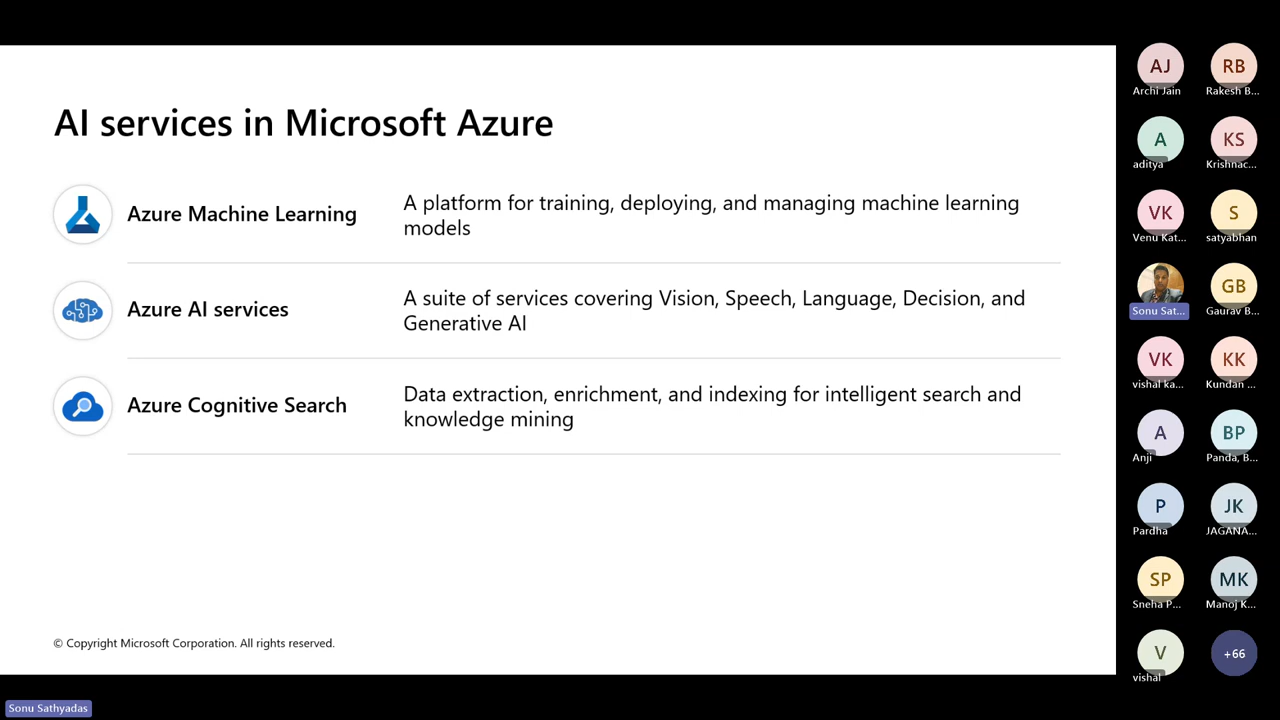 AI services in Microsoft Azure
Azure Machine Learning
A platform for training, deploying, and managing machine learning
models
Azure AI services
A suite of services covering Vision, Speech, Language, Decision, and
Generative AI
Azure Cognitive Search
Data extraction, enrichment, and indexing for intelligent search and
knowledge mining
© Copyright Microsoft Corporation. All rights reserved.
Sonu Sathyadas
AJ
Archi Jain
RB
Rakesh B...
A
aditya
KS
Krishnac...
VK
Venu Kat...
S
satyabhan
Sonu Sat...
GB
Gaurav B...
VK
vishal ka...
KK
Kundan ...
A
Anji
BP
Panda, B...
P
Pardha
JK
JAGANA...
SP
Sneha P...
MK
Manoj K...
V
vishal
+66